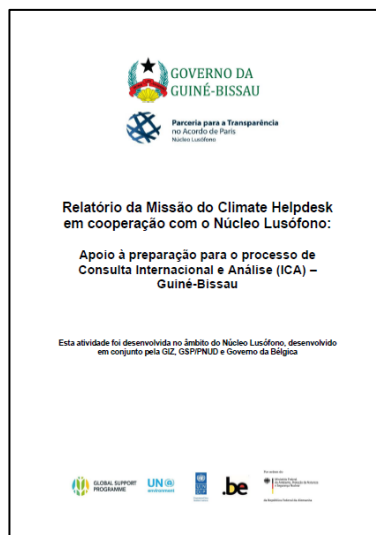 GOVERNO DA
GUINÉ-BISSAU
Parceria para a Transparência
no Acordo de Paris
Núcleo Lusófono
Relatório da Missão do Climate Helpdesk
em cooperação com o Núcleo Lusófono:
Apoio à preparação para o processo de
Consulta Internacional e Análise (ICA) –
Guiné-Bissau
Esta atividade foi desenvolvida no âmbito do Núcleo Lusófono, desenvolvido
em conjunto pela GIZ, GSP/PNUD e Governo da Bélgica
GLOBAL SUPPORT
PROGRAMME
UN
environment
.be